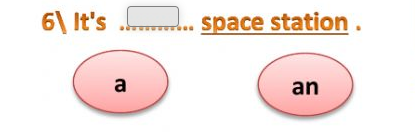 6\ It's ............ space station .
a an